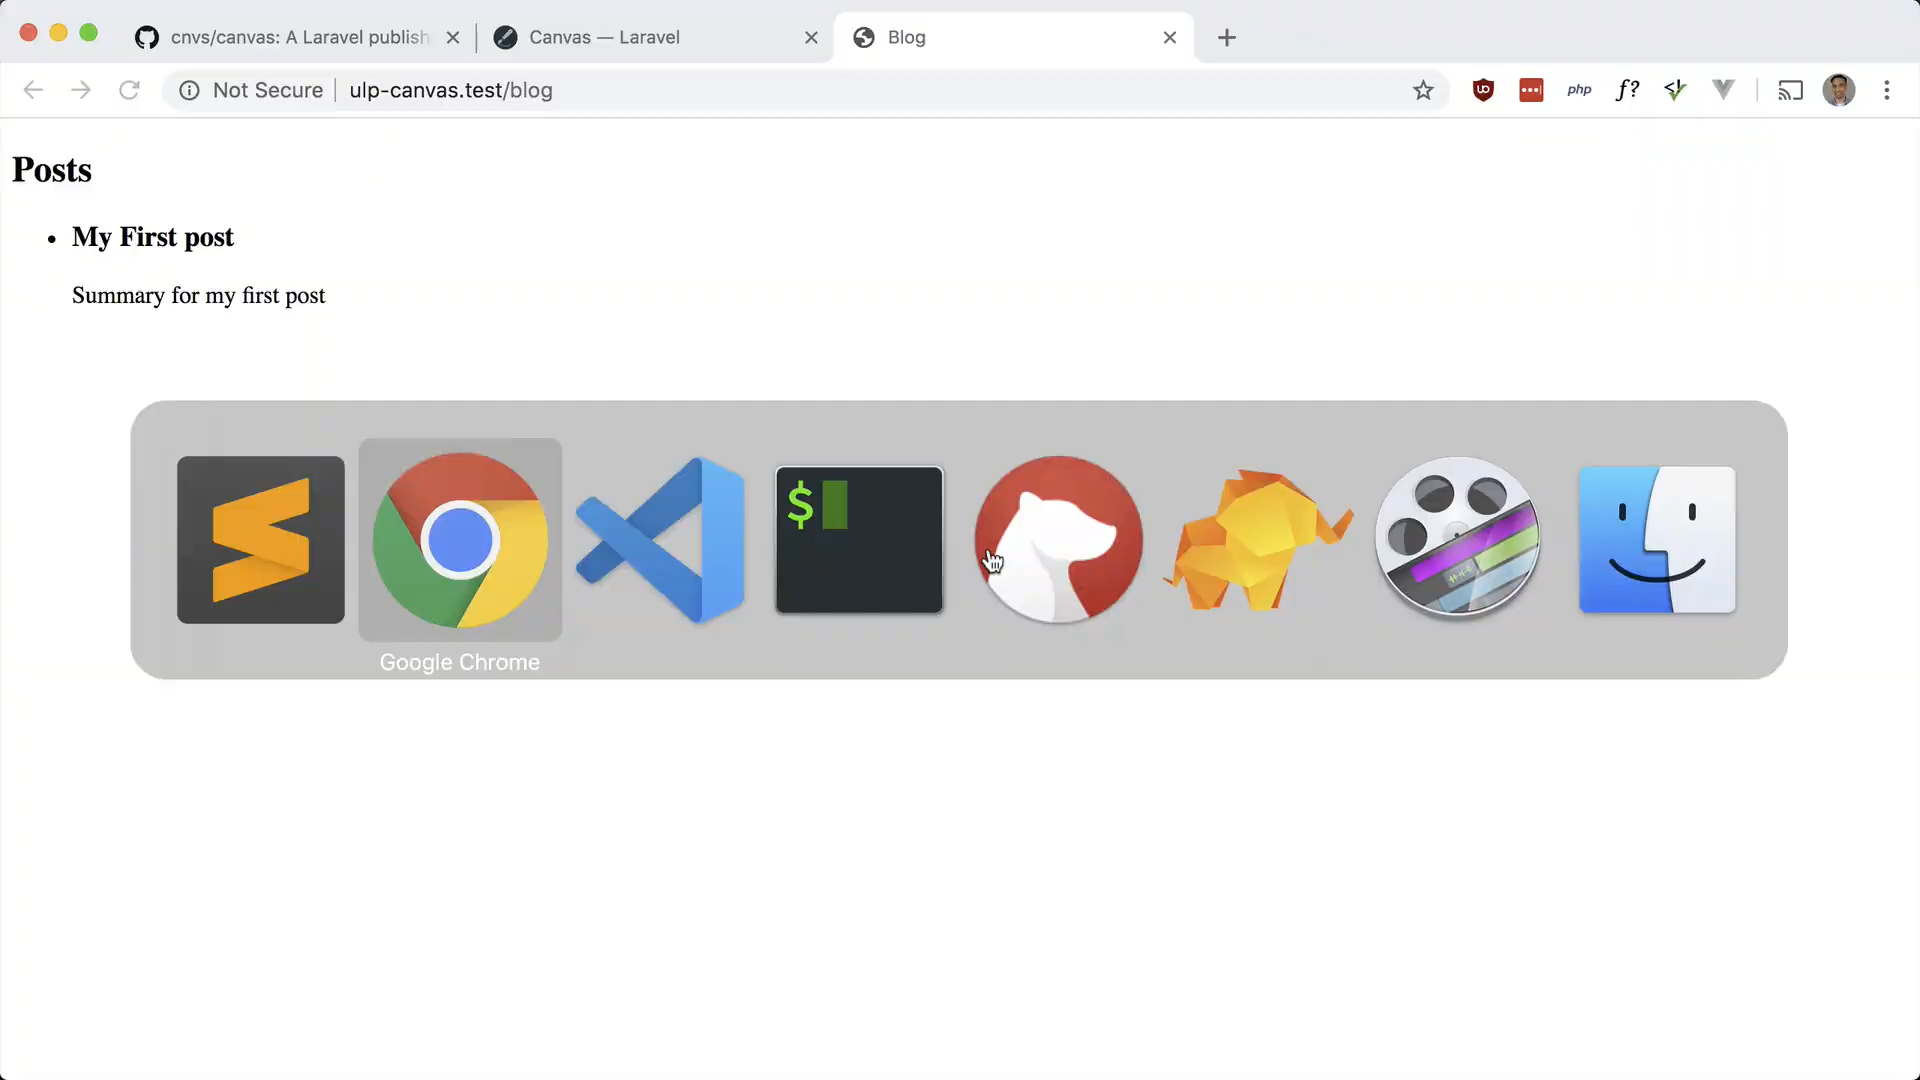 cnvs/canvas: A Laravel publish
Canvas — Laravel
Blog
Not Secure
ulp-canvas.test/blog
php
f?
Posts
My First post
Summary for my first post
$
Google Chrome